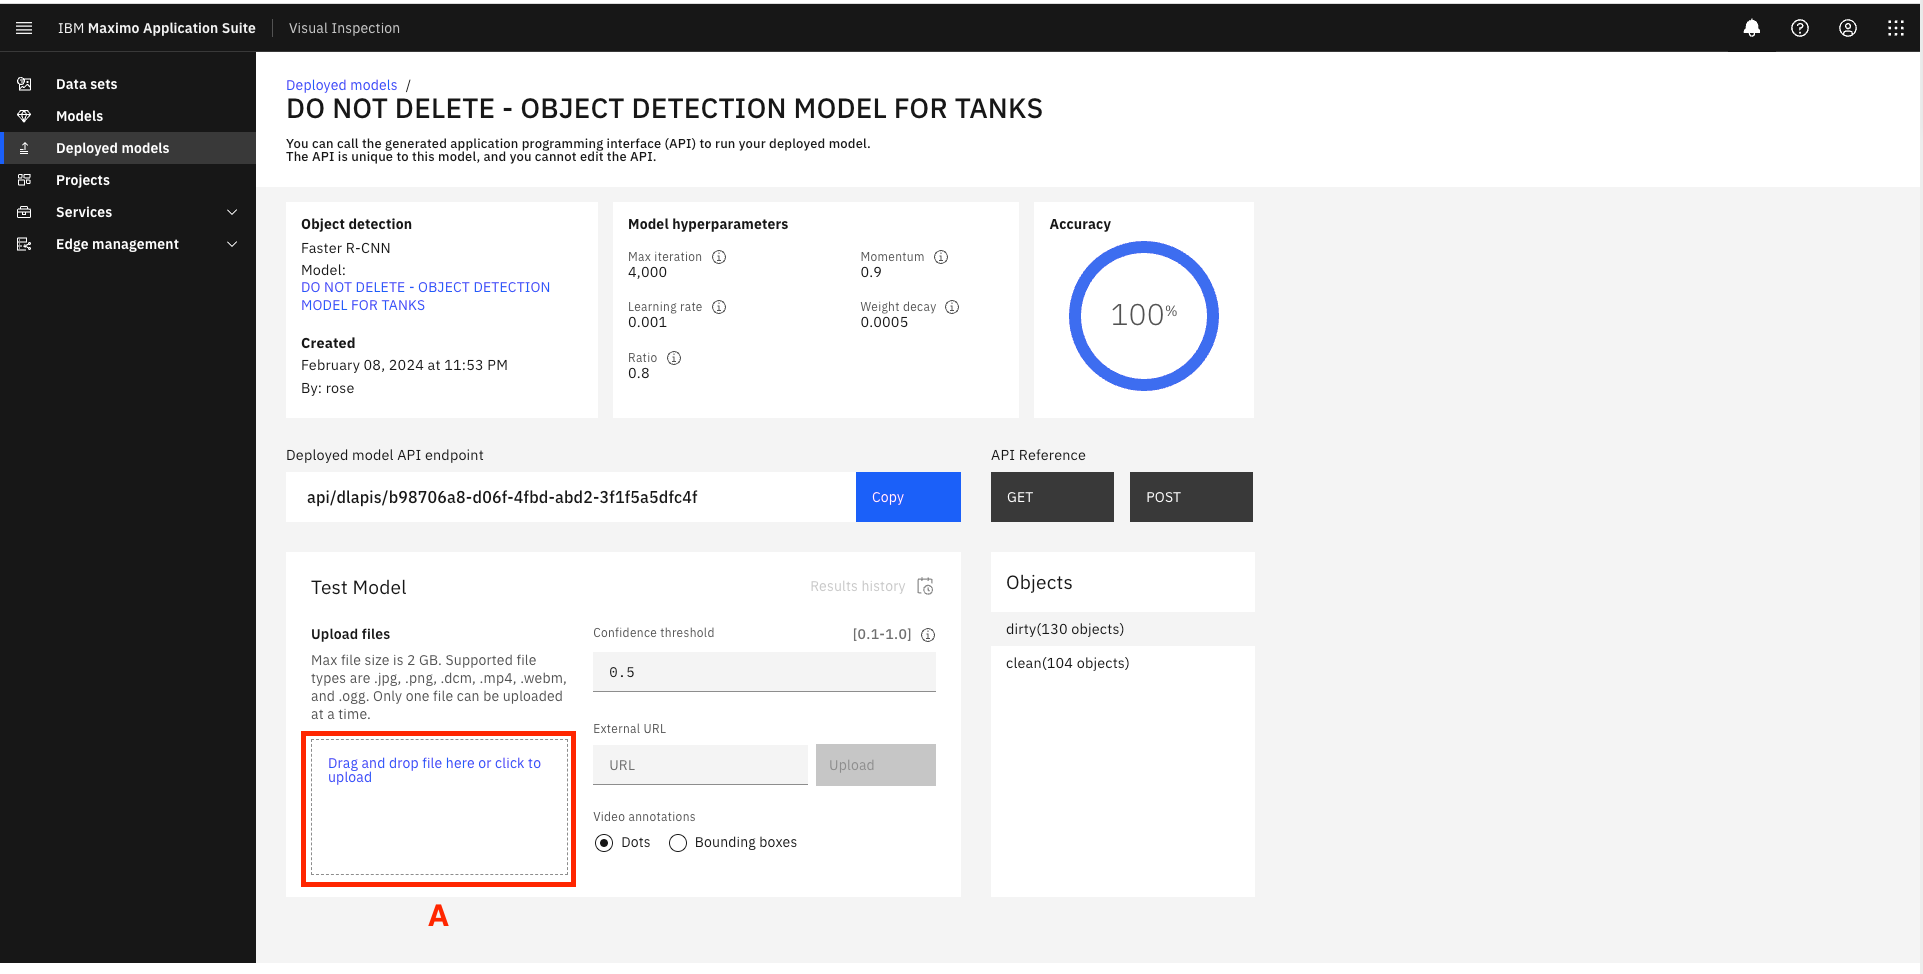 IBM Maximo Application Suite
Visual Inspection
Data sets
Models
Deployed models
Projects
Services
Edge management
Deployed models /
DO NOT DELETE - OBJECT DETECTION MODEL FOR TANKS
You can call the generated application programming interface (API) to run your deployed model.
The API is unique to this model, and you cannot edit the API.
Object detection
Faster R-CNN
Model:
DO NOT DELETE - OBJECT DETECTION
MODEL FOR TANKS
Created
February 08, 2024 at 11:53 PM
By: rose
Model hyperparameters
Max iteration
4,000
Momentum
0.9
Learning rate
0.001
Weight decay
0.0005
Ratio
0.8
Accuracy
100%
Deployed model API endpoint
api/dlapis/b98706a8-d06f-4fbd-abd2-3f1f5a5dfc4f
Copy
API Reference
GET
POST
Test Model
Results history
Upload files
Max file size is 2 GB. Supported file
types are .jpg, .png, .dcm, .mp4, .webm,
and .ogg. Only one file can be uploaded
at a time.
Drag and drop file here or click to
upload
A
Confidence threshold
[0.1-1.0]
0.5
External URL
URL
Upload
Video annotations
Dots
Bounding boxes
Objects
dirty(130 objects)
clean(104 objects)